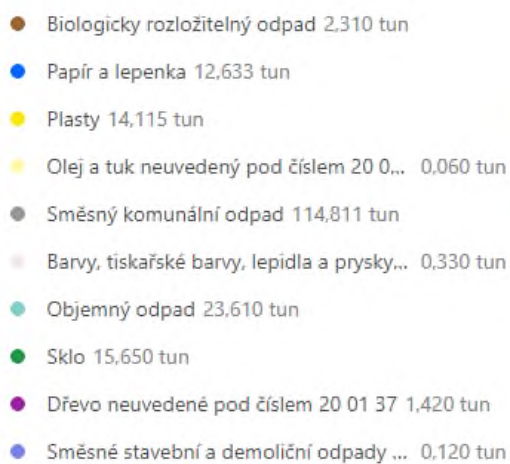 Biologicky rozložitelný odpad 2,310 tun
Papír a lepenka 12,633 tun
Plasty 14,115 tun
Olej a tuk neuvedený pod číslem 20 0... 0,060 tun
Směsný komunální odpad 114,811 tun
Barvy, tiskařské barvy, lepidla a prysky... 0,330 tun
Objemný odpad 23,610 tun
Sklo 15,650 tun
Dřevo neuvedené pod číslem 20 01 37 1,420 tun
Směsné stavební a demoliční odpady ... 0,120 tun